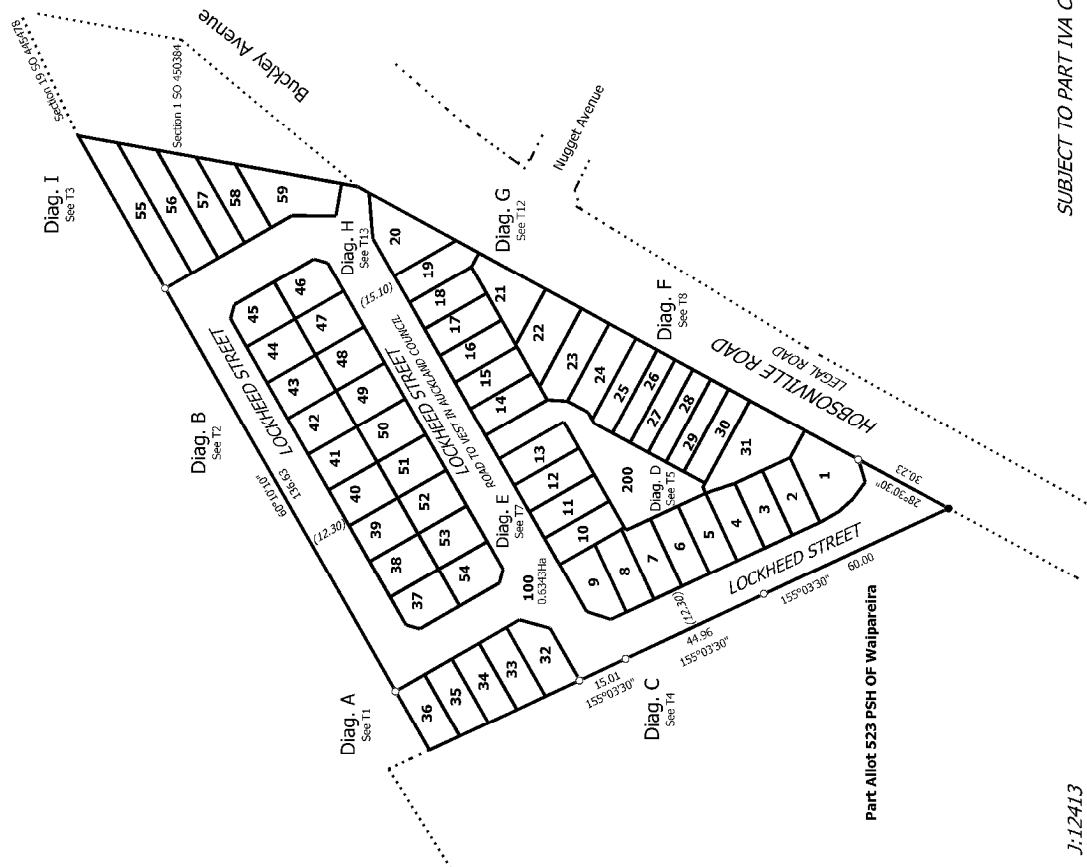 Section 19 SO 445478
Section 1 SO 450384
Buckley Avenue
Nugget Avenue
Diag. I
See T3
55
56
57
58
59
Diag. H
See T13
Diag. G
See T12
20
19
18
17
16
15
14
21
22
23
24
25
26
27
28
29
30
31
Diag. F
See T8
HOBSONVILLE ROAD
LEGAL ROAD
Diag. B
See T2
60°10'10"
136.63
LOCKHEED STREET
(12.30)
45
46
44
47
43
48
42
49
41
50
40
51
39
52
38
53
37
54
(15.10)
ROAD TO VEST IN AUCKLAND COUNCIL
LOCKHEED STREET
Diag. E
See T7
100
0.6343Ha
13
12
11
10
9
8
7
6
5
4
3
2
1
200
Diag. D
See T5
Diag. A
See T1
36
35
34
33
32
15.01
155°03'30"
Diag. C
See T4
44.96
155°03'30"
(12.30)
LOCKHEED STREET
155°03'30"
60.00
28°30'30"
30.23
Part Allot 523 PSH OF Waipareira
J:12413
SUBJECT TO PART IVA C